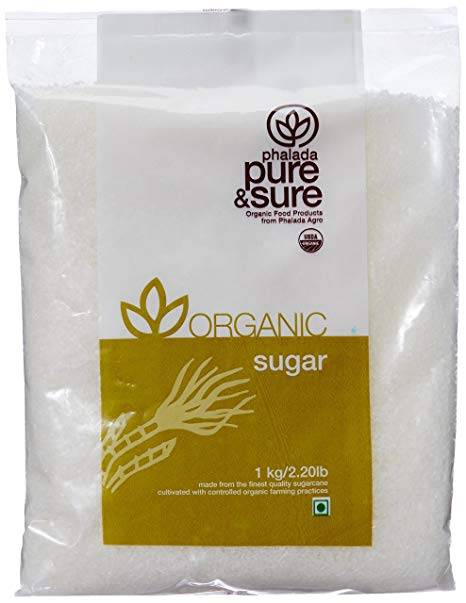 phalada
pure
&sure
Organic Food Products
from Phalada Agro
USDA
ORGANIC
ORGANIC
sugar
1 kg/2.20lb
made from the finest quality sugarcane
cultivated with controlled organic farming practices